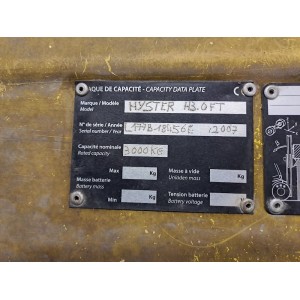 PLAQUE DE CAPACITÉ - CAPACITY DATA PLATE CE
Marque / Modèle
Make / Model
HYSTER H3.0FT
N° de série / Année
Serial number / Year
L177B-18456E 2007
Capacité nominale
Rated capacity
3000KG
Max Kg
Masse à vide
Unladen mass
Kg
Masse batterie
Battery mass
Min Kg
Tension batterie
Battery voltage
V